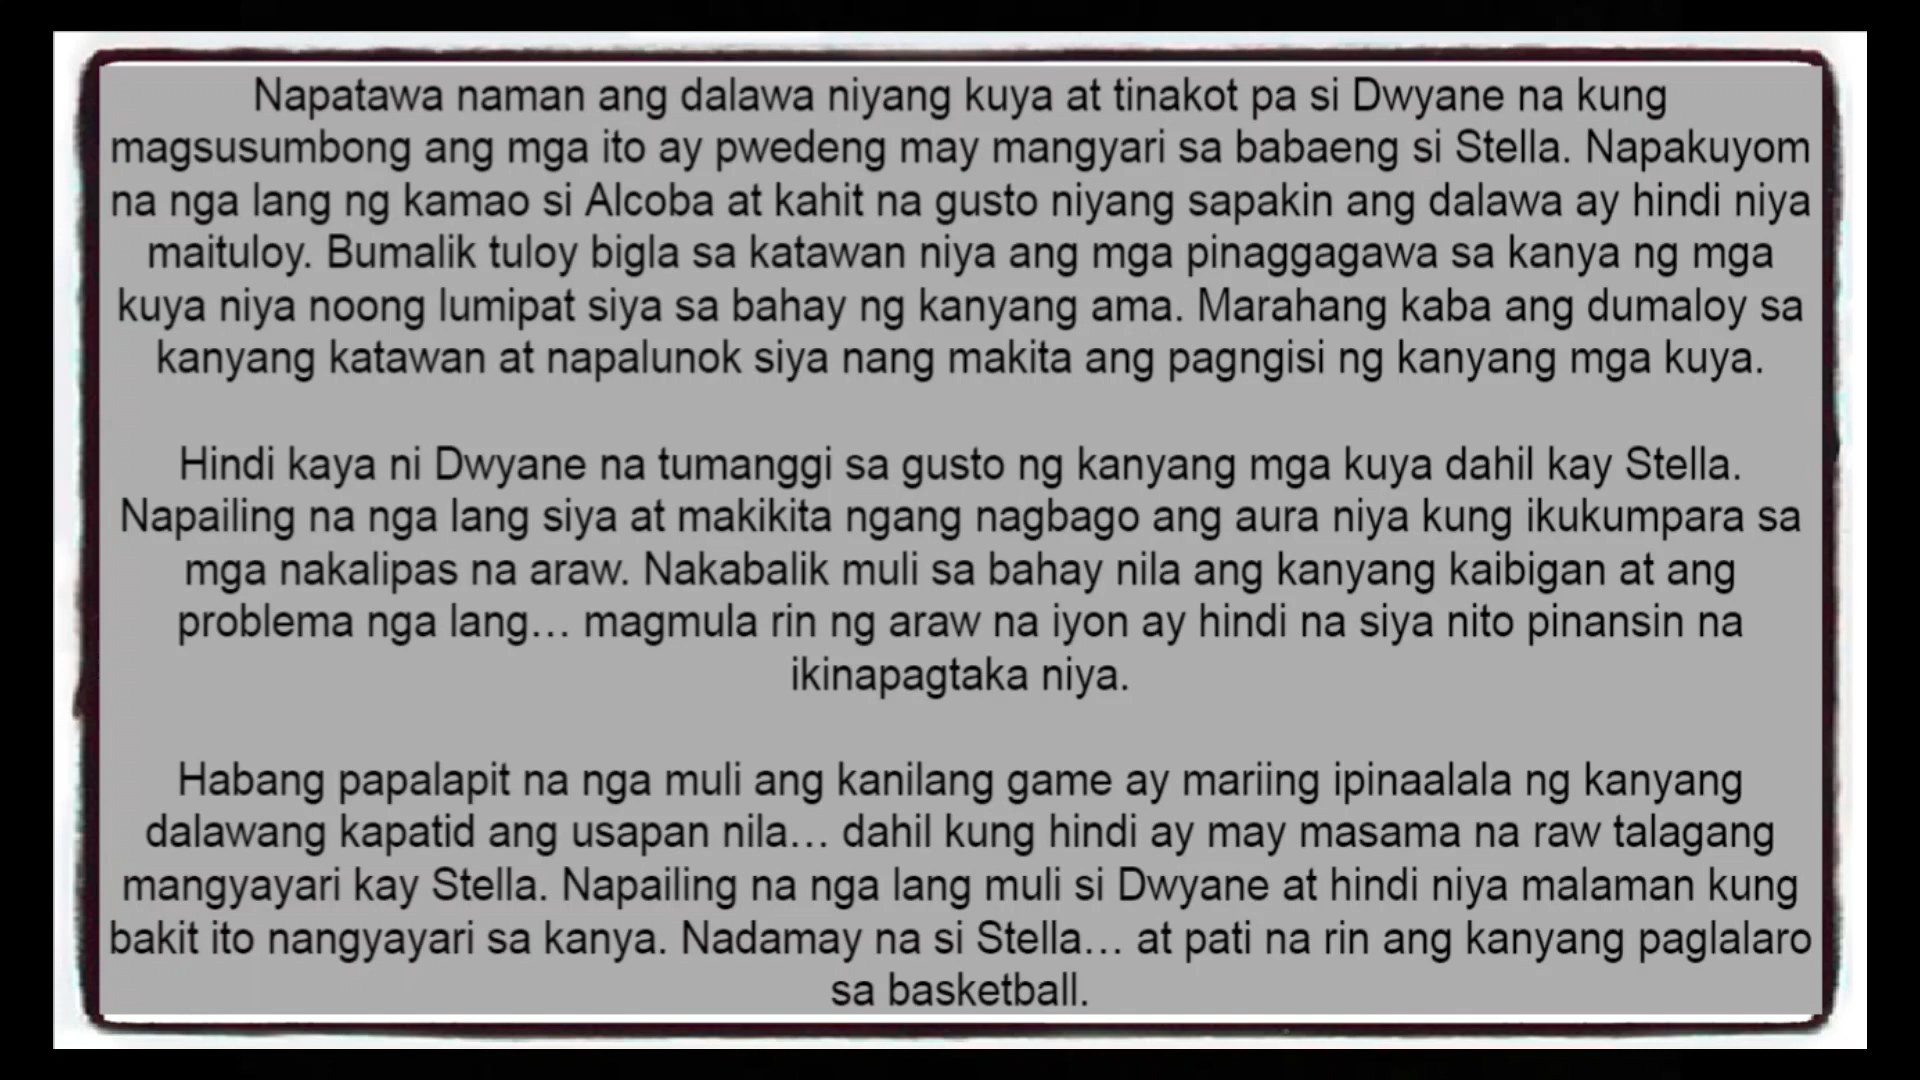 Napatawa naman ang dalawa niyang kuya at tinakot pa si Dwyane na kung
magsusumbong ang mga ito ay pwedeng may mangyari sa babaeng si Stella. Napakuyom
na nga lang ng kamao si Alcoba at kahit na gusto niyang sapakin ang dalawa ay hindi niya
maituloy. Bumalik tuloy bigla sa katawan niya ang mga pinaggagawa sa kanya ng mga
kuya niya noong lumipat siya sa bahay ng kanyang ama. Marahang kaba ang dumaloy sa
kanyang katawan at napalunok siya nang makita ang pagngisi ng kanyang mga kuya.
Hindi kaya ni Dwyane na tumanggi sa gusto ng kanyang mga kuya dahil kay Stella.
Napailing na nga lang siya at makikita ngang nagbago ang aura niya kung ikukumpara sa
mga nakalipas na araw. Nakabalik muli sa bahay nila ang kanyang kaibigan at ang
problema nga lang… magmula rin ng araw na iyon ay hindi na siya nito pinansin na
ikinapagtaka niya.
Habang papalapit na nga muli ang kanilang game ay mariing ipinaalala ng kanyang
dalawang kapatid ang usapan nila… dahil kung hindi ay may masama na raw talagang
mangyayari kay Stella. Napailing na nga lang muli si Dwyane at hindi niya malaman kung
bakit ito nangyayari sa kanya. Nadamay na si Stella… at pati na rin ang kanyang paglalaro
sa basketball.